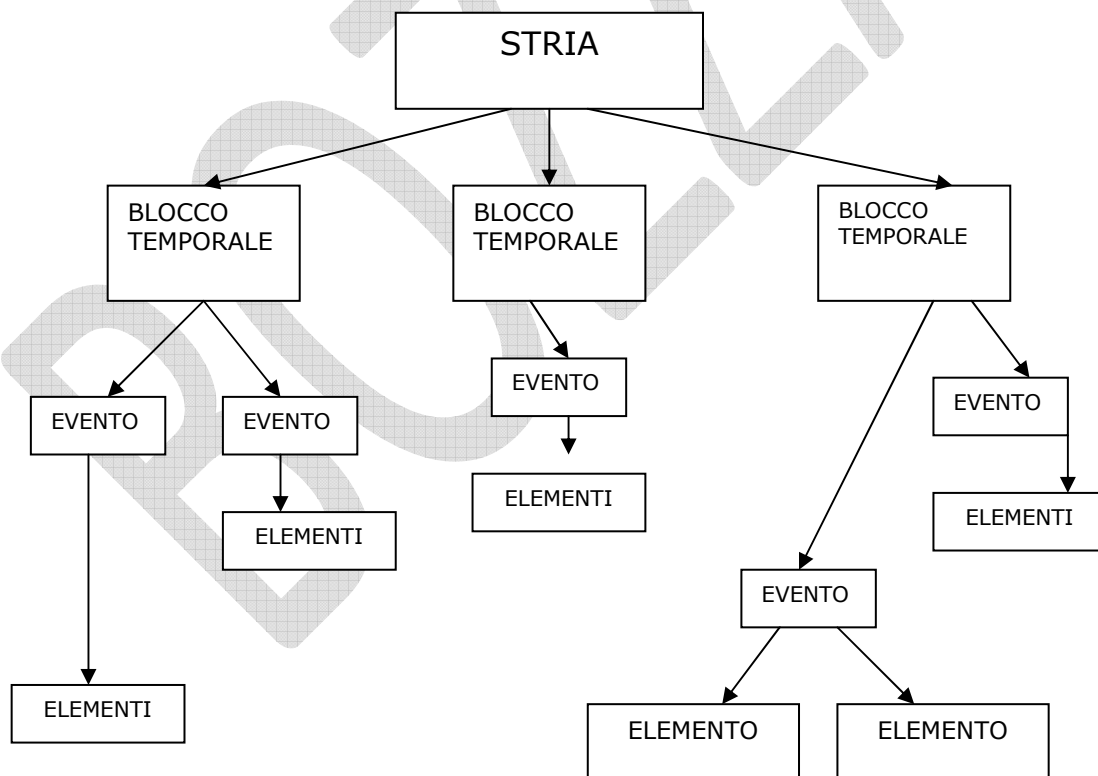 STRIA
BLOCCO
TEMPORALE
BLOCCO
TEMPORALE
BLOCCO
TEMPORALE
EVENTO
EVENTO
EVENTO
EVENTO
ELEMENTI
ELEMENTI
ELEMENTI
EVENTO
ELEMENTI
ELEMENTO
ELEMENTO